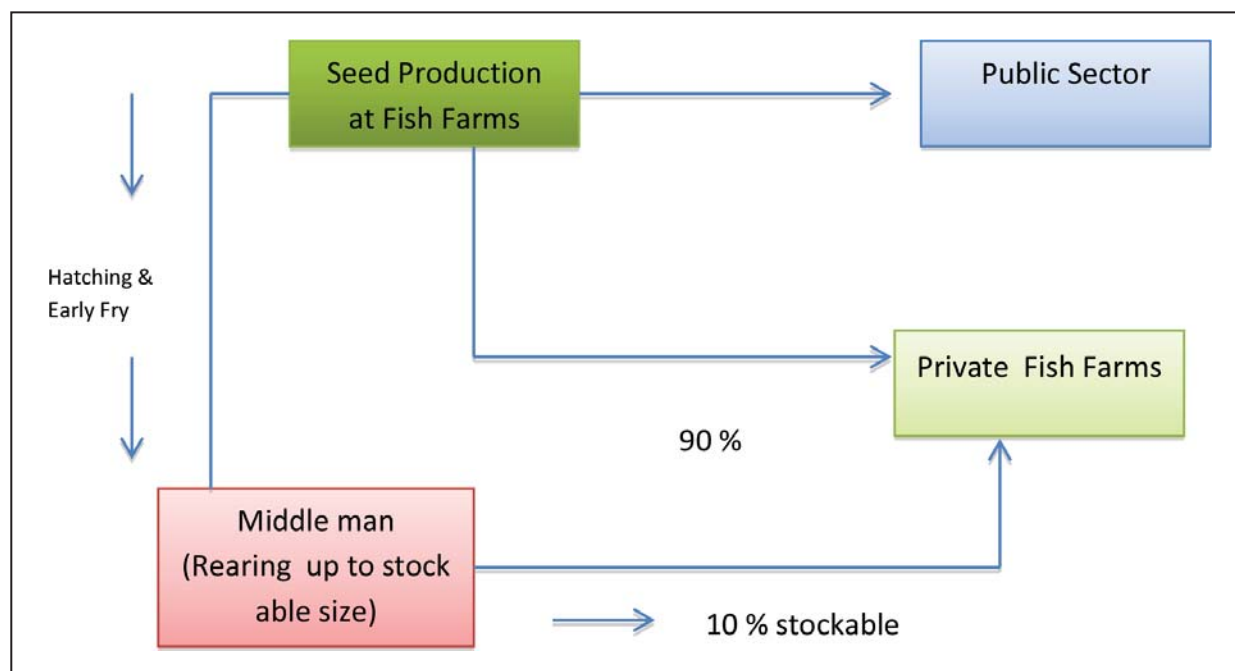 Seed Production
at Fish Farms
Public Sector
Hatching &
Early Fry
Private Fish Farms
90 %
Middle man
(Rearing up to stock
able size)
10 % stockable